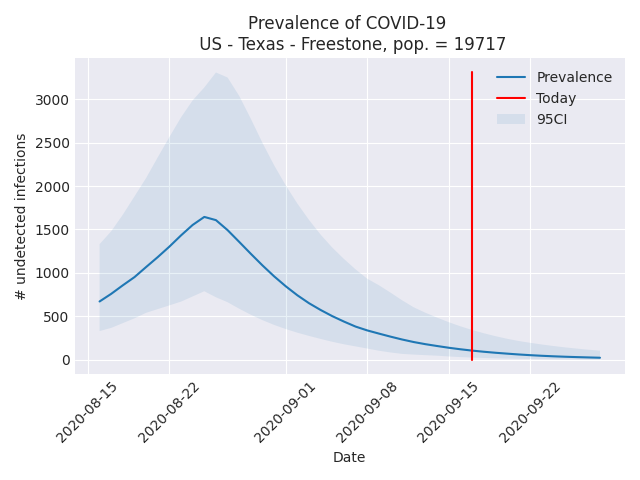 Prevalence of COVID-19
US - Texas - Freestone, pop. = 19717
Prevalence
Today
95CI
# undetected infections
3000
2500
2000
1500
1000
500
0
2020-08-15
2020-08-22
2020-09-01
2020-09-08
2020-09-15
2020-09-22
Date